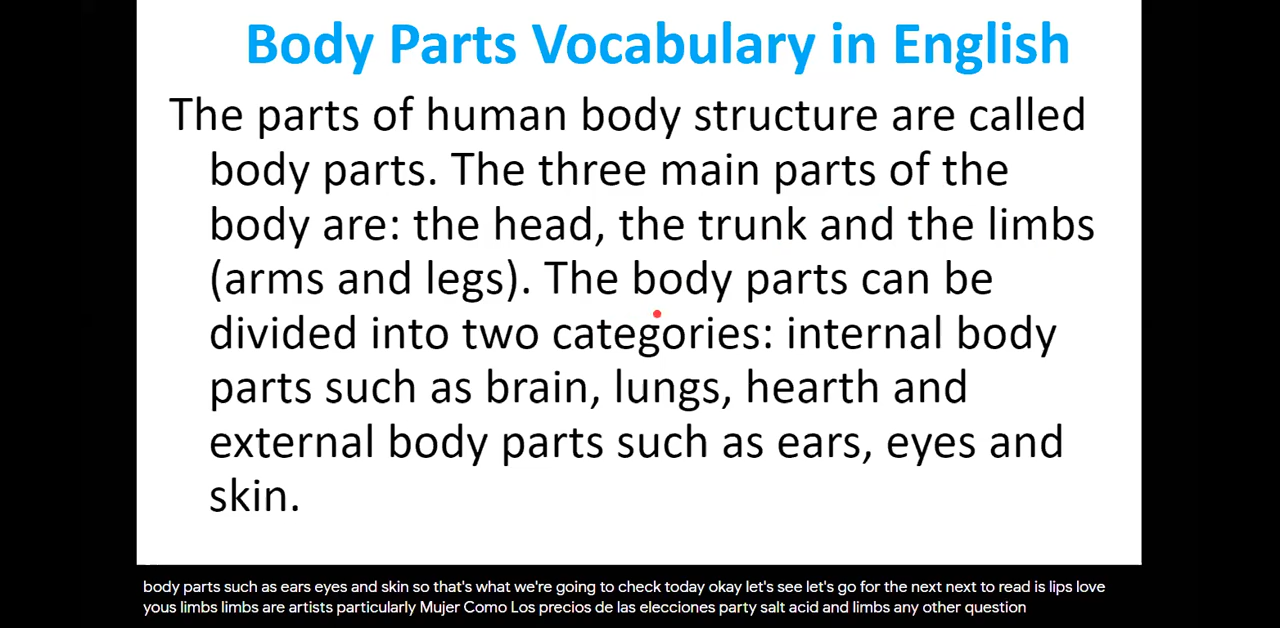 Body Parts Vocabulary in English
The parts of human body structure are called
body parts. The three main parts of the
body are: the head, the trunk and the limbs
(arms and legs). The body parts can be
divided into two categories: internal body
parts such as brain, lungs, hearth and
external body parts such as ears, eyes and
skin.
body parts such as ears eyes and skin so that's what we're going to check today okay let's see let's go for the next next to read is lips love
yous limbs limbs are artists particularly Mujer Como Los precios de las elecciones party salt acid and limbs any other question